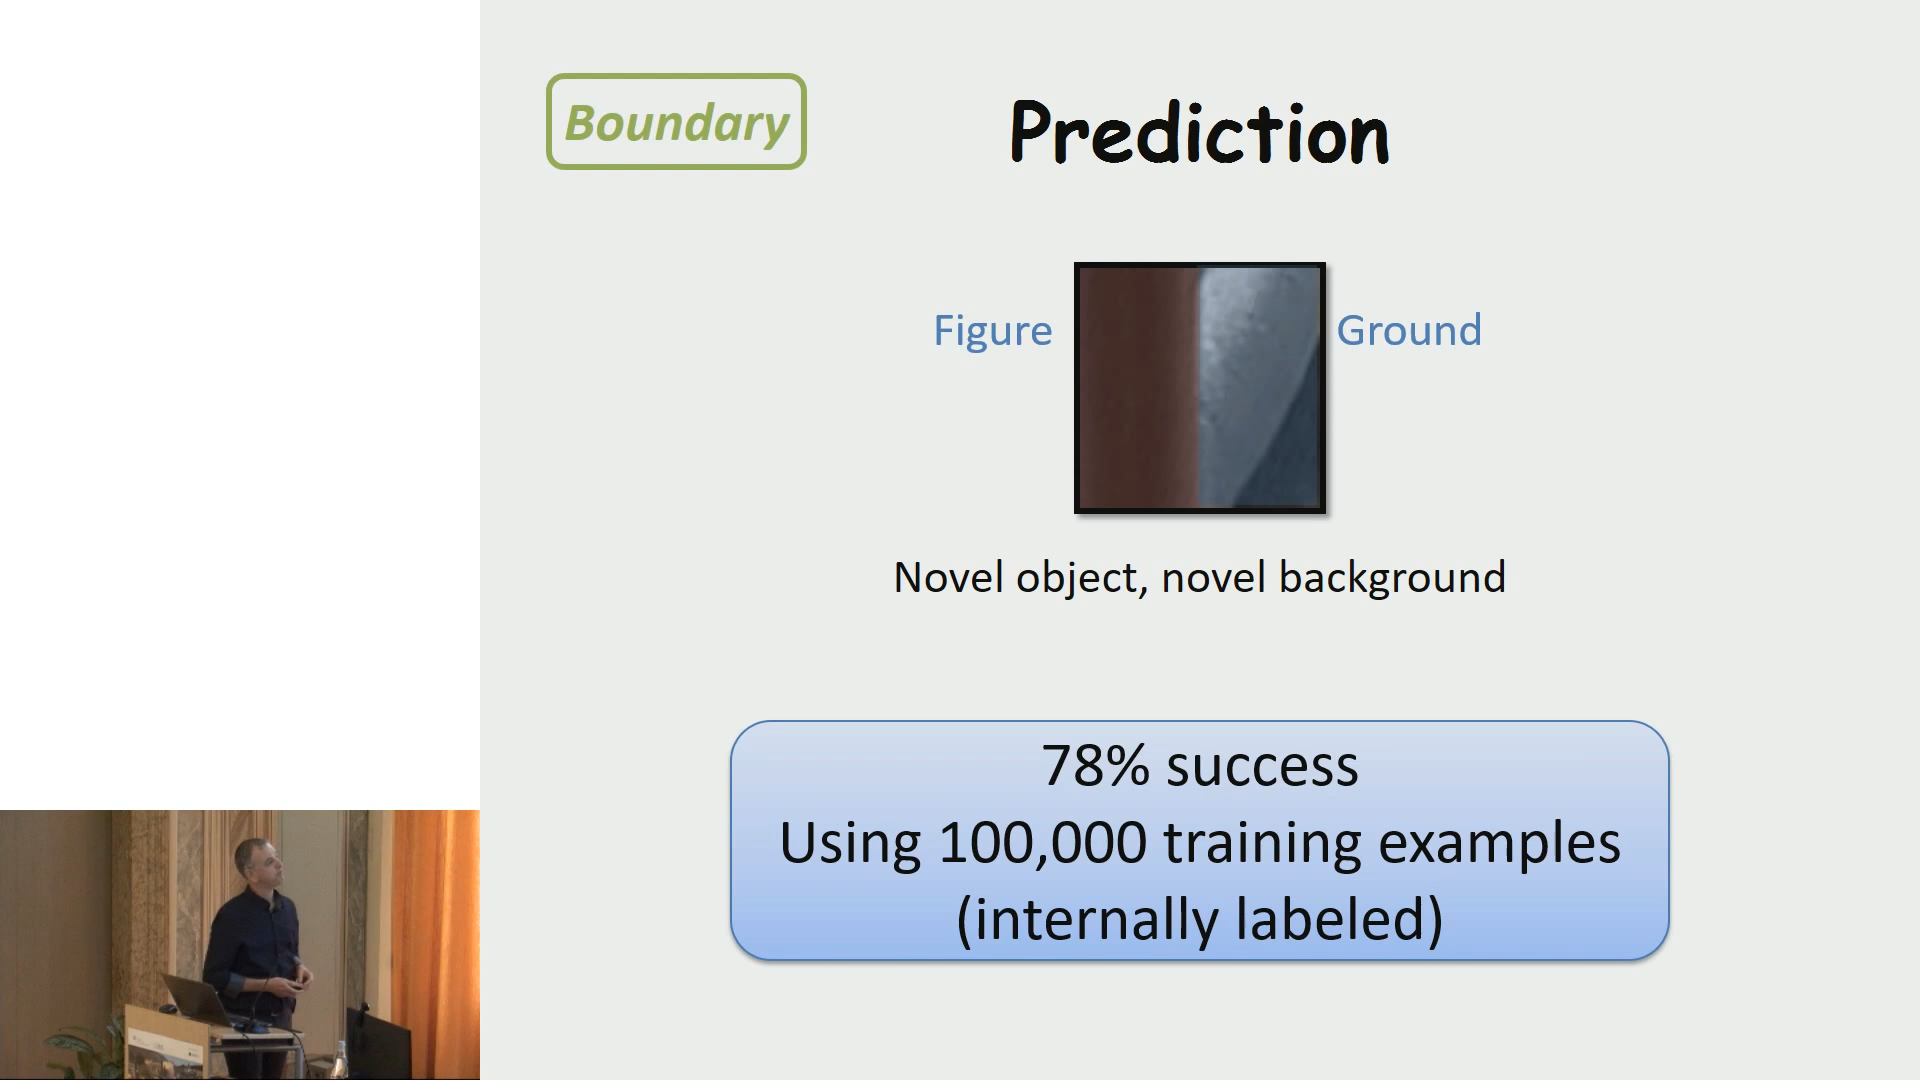 Boundary
Prediction
Figure
Ground
Novel object, novel background
78% success
Using 100,000 training examples
(internally labeled)